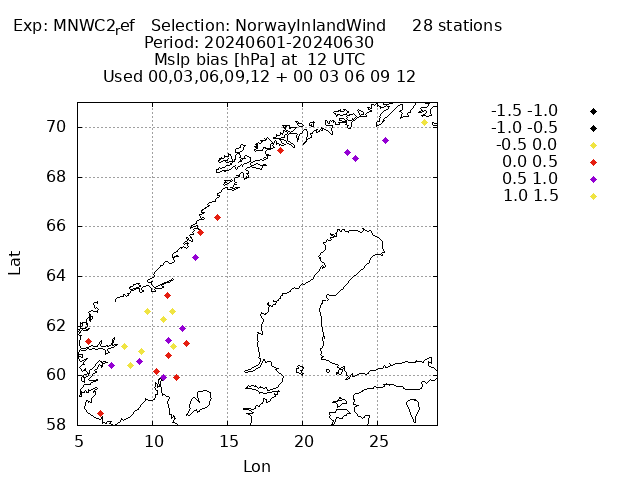 Exp: MNWC2ref   Selection: NorwayInlandWind     28 stations
Period: 20240601-20240630
Mslp bias [hPa] at  12 UTC
Used 00,03,06,09,12 + 00 03 06 09 12
-1.5 -1.0
-1.0 -0.5
-0.5 0.0
0.0 0.5
0.5 1.0
1.0 1.5
70
68
66
64
62
60
58
Lat
5 10 15 20 25
Lon